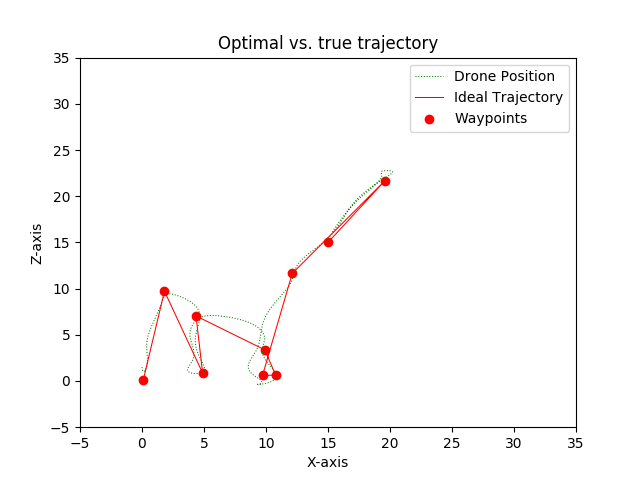 Optimal vs. true trajectory
Drone Position
Ideal Trajectory
Waypoints
Z-axis
35
30
25
20
15
10
5
0
−5
−5 0 5 10 15 20 25 30 35
X-axis